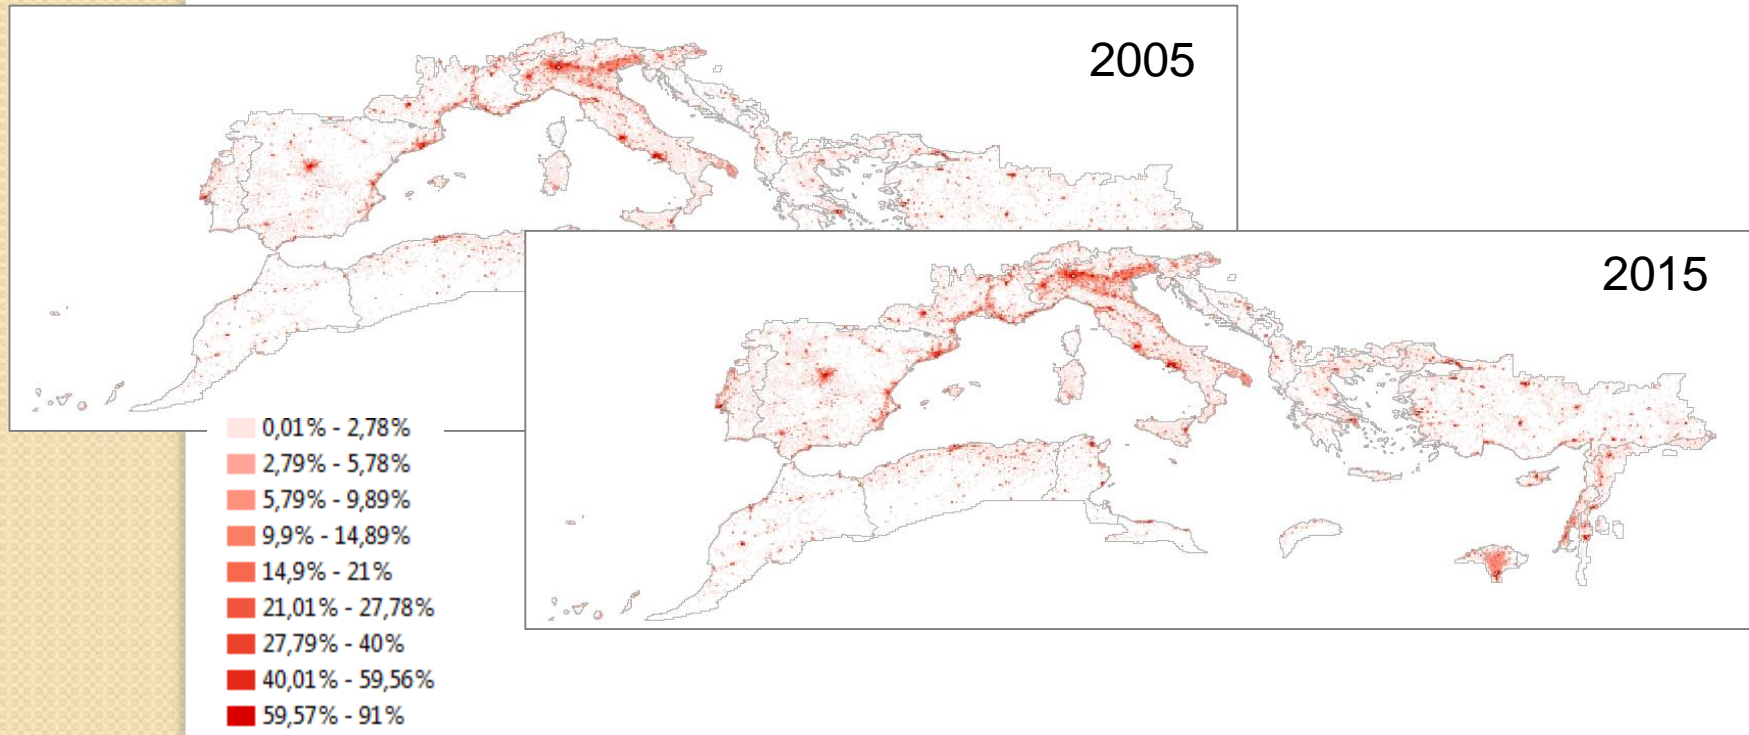 2005
2015
0,01% - 2,78%
2,79% - 5,78%
5,79% - 9,89%
9,9% - 14,89%
14,9% - 21%
21,01% - 27,78%
27,79% - 40%
40,01% - 59,56%
59,57% - 91%